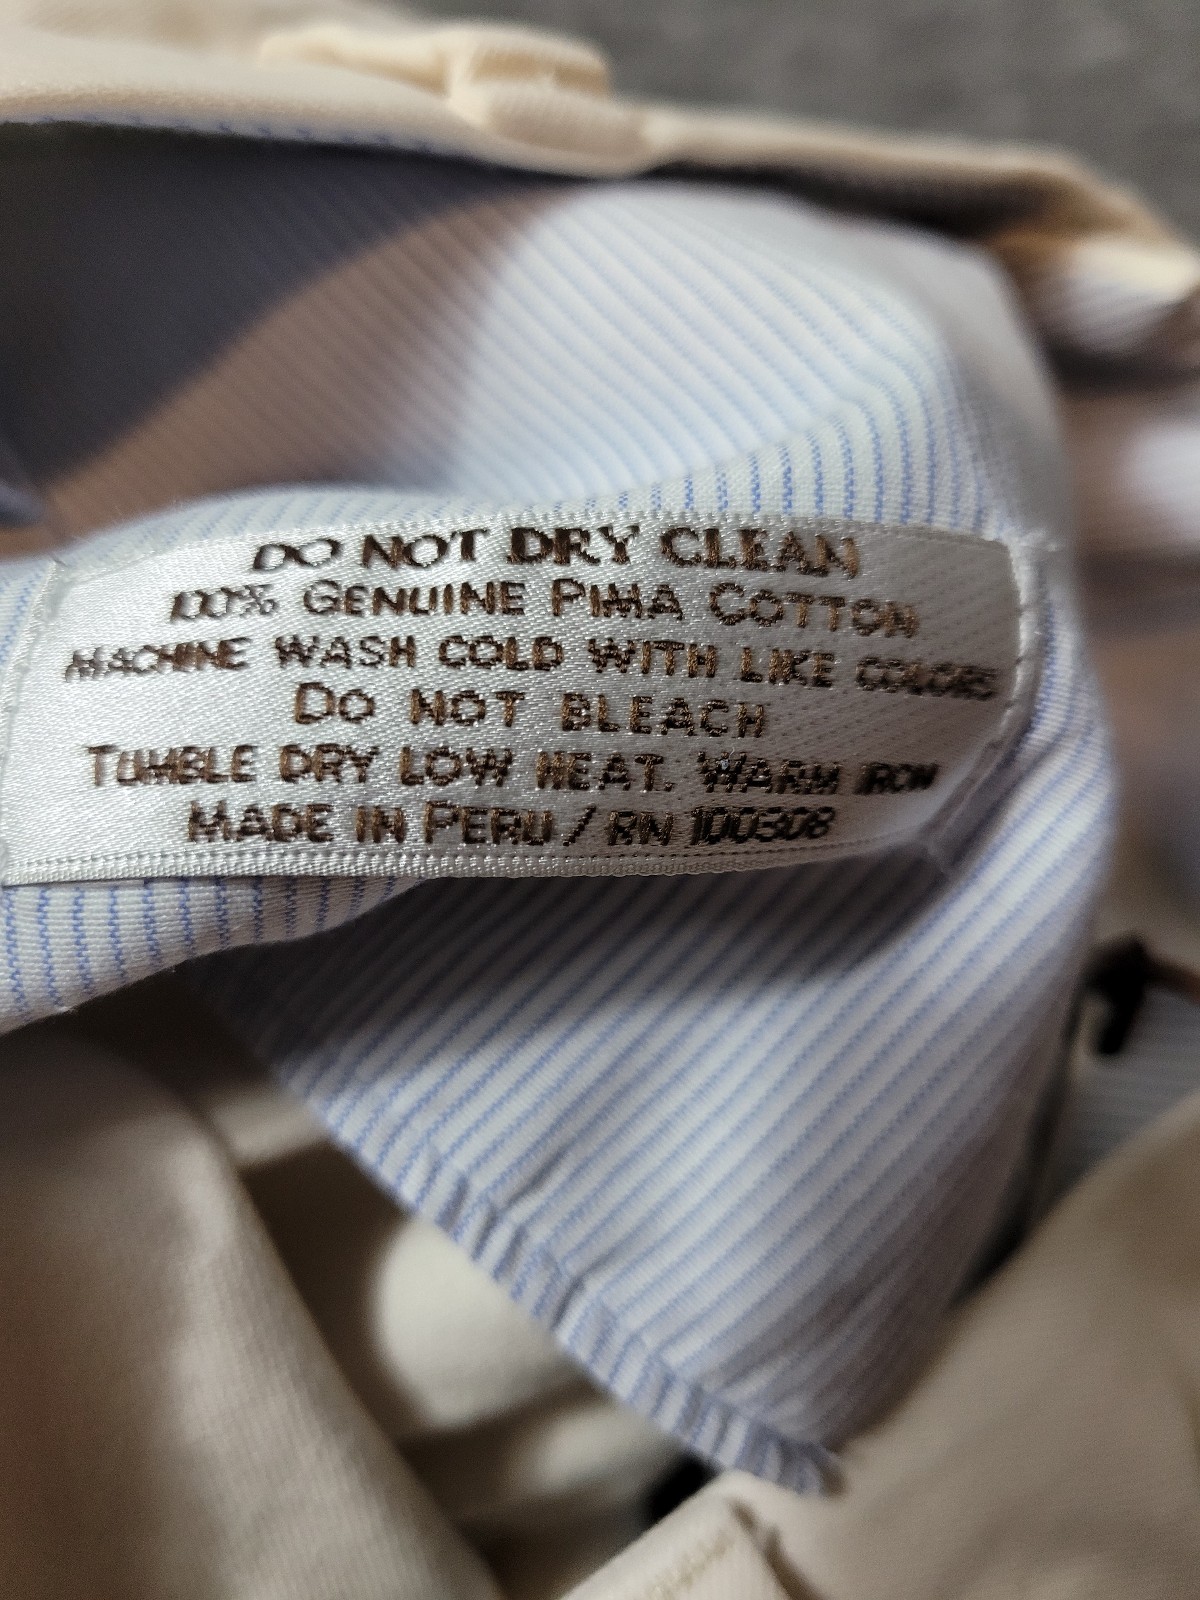 DO NOT DRY CLEAN
100% GENUINE PIMA COTTON
MACHINE WASH COLD WITH LIKE COLORS
DO NOT BLEACH
TUMBLE DRY LOW HEAT. WARM IRON
MADE IN PERU / RN 100308